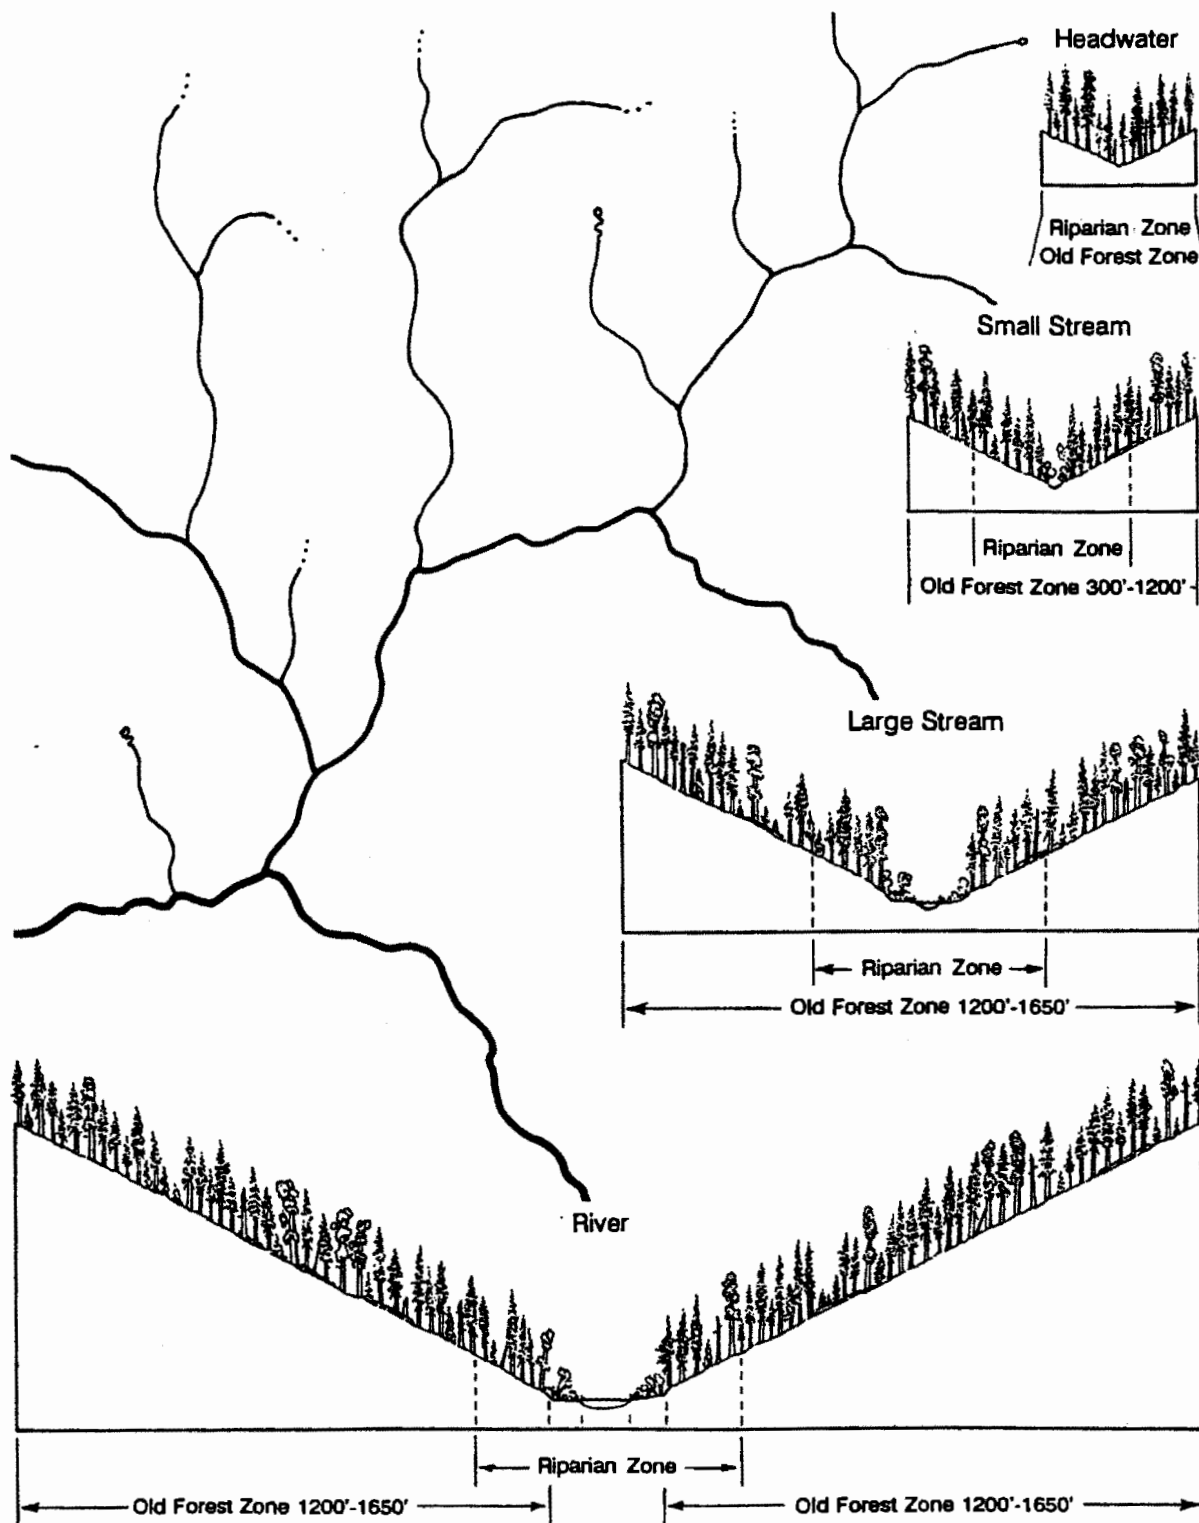 Headwater
Riparian Zone
Old Forest Zone
Small Stream
Riparian Zone
Old Forest Zone 300'-1200'
Large Stream
Riparian Zone
Old Forest Zone 1200'-1650'
River
Riparian Zone
Old Forest Zone 1200'-1650'
Old Forest Zone 1200'-1650'